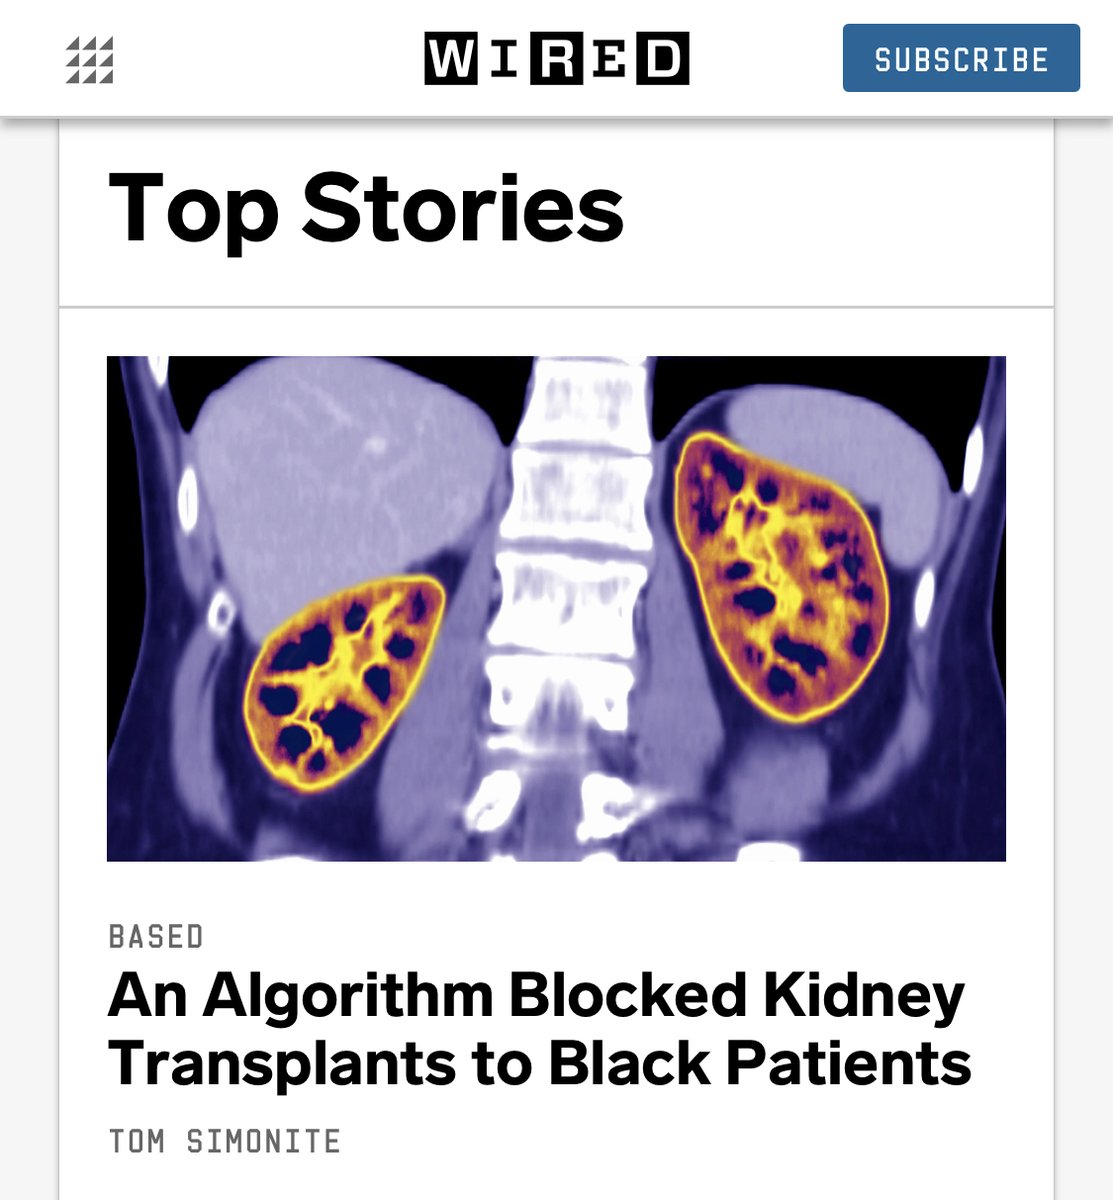 WIRED
SUBSCRIBE
Top Stories
BASED
An Algorithm Blocked Kidney
Transplants to Black Patients
TOM SIMONITE